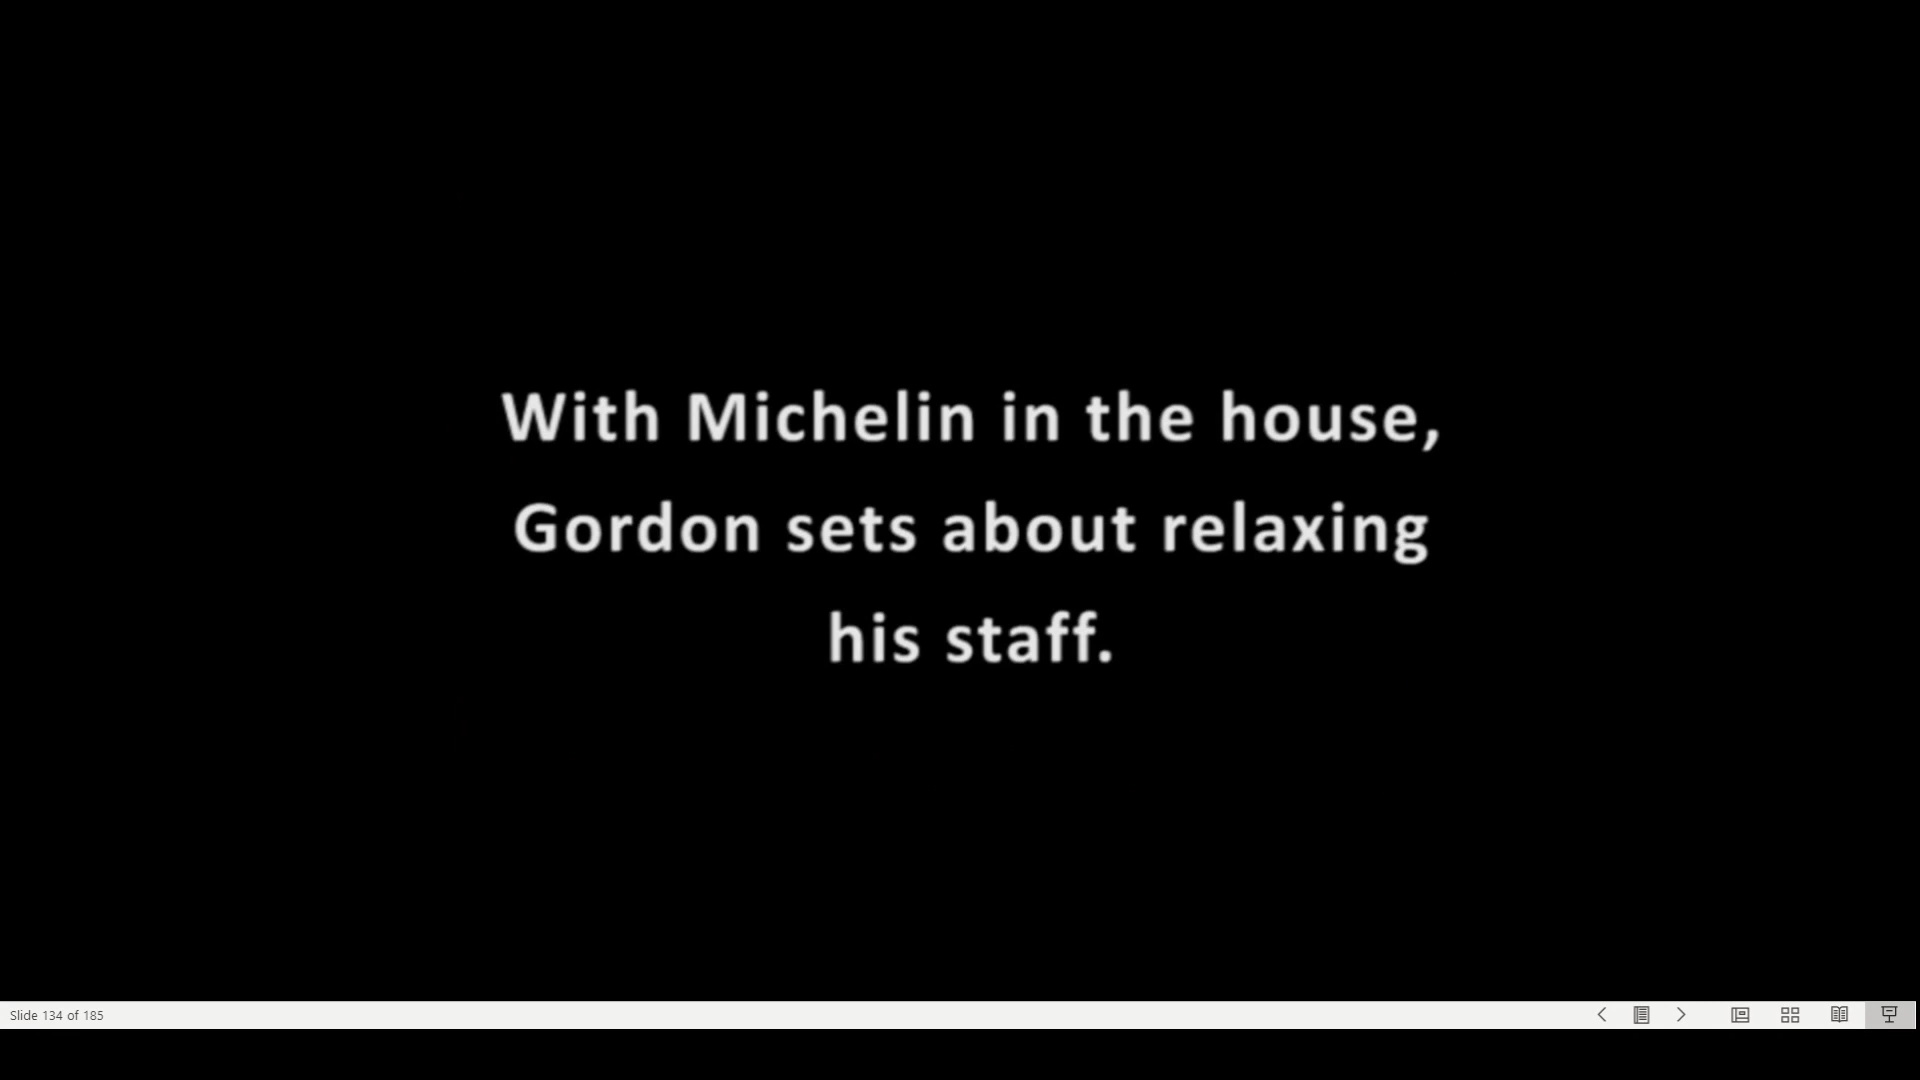 With Michelin in the house,
Gordon sets about relaxing
his staff.
Slide 134 of 185